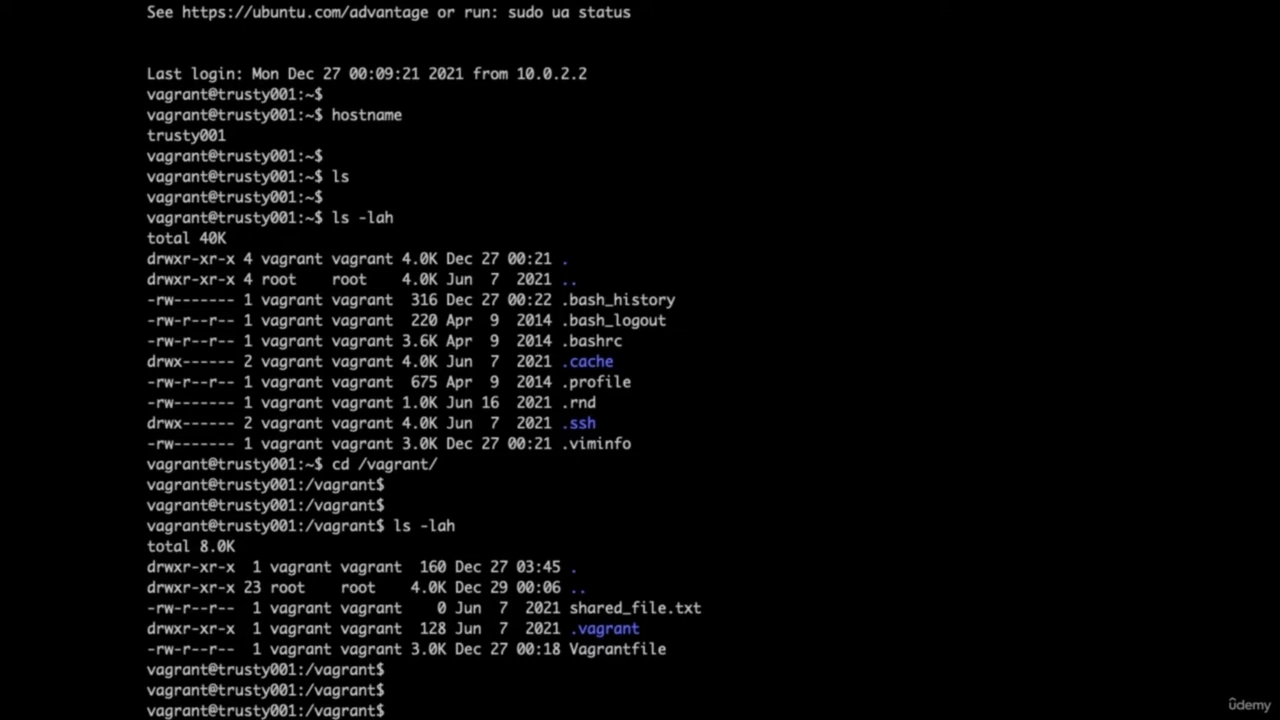 See https://ubuntu.com/advantage or run: sudo ua status
Last login: Mon Dec 27 00:09:21 2021 from 10.0.2.2
vagrant@trusty001:~$
vagrant@trusty001:~$ hostname
trusty001
vagrant@trusty001:~$
vagrant@trusty001:~$ ls
vagrant@trusty001:~$
vagrant@trusty001:~$ ls -lah
total 40K
drwxr-xr-x 4 vagrant vagrant 4.0K Dec 27 00:21 .
drwxr-xr-x 4 root    root    4.0K Jun  7  2021 ..
-rw------- 1 vagrant vagrant  316 Dec 27 00:22 .bash_history
-rw-r--r-- 1 vagrant vagrant  220 Apr  9  2014 .bash_logout
-rw-r--r-- 1 vagrant vagrant 3.6K Apr  9  2014 .bashrc
drwx------ 2 vagrant vagrant 4.0K Jun  7  2021 .cache
-rw-r--r-- 1 vagrant vagrant  675 Apr  9  2014 .profile
-rw------- 1 vagrant vagrant 1.0K Jun 16  2021 .rnd
drwx------ 2 vagrant vagrant 4.0K Jun  7  2021 .ssh
-rw------- 1 vagrant vagrant 3.0K Dec 27 00:21 .viminfo
vagrant@trusty001:~$ cd /vagrant/
vagrant@trusty001:/vagrant$
vagrant@trusty001:/vagrant$
vagrant@trusty001:/vagrant$ ls -lah
total 8.0K
drwxr-xr-x  1 vagrant vagrant  160 Dec 27 03:45 .
drwxr-xr-x 23 root    root    4.0K Dec 29 00:06 ..
-rw-r--r--  1 vagrant vagrant    0 Jun  7  2021 shared_file.txt
drwxr-xr-x  1 vagrant vagrant  128 Jun  7  2021 .vagrant
-rw-r--r--  1 vagrant vagrant 3.0K Dec 27 00:18 Vagrantfile
vagrant@trusty001:/vagrant$
vagrant@trusty001:/vagrant$
vagrant@trusty001:/vagrant$
ûdemy